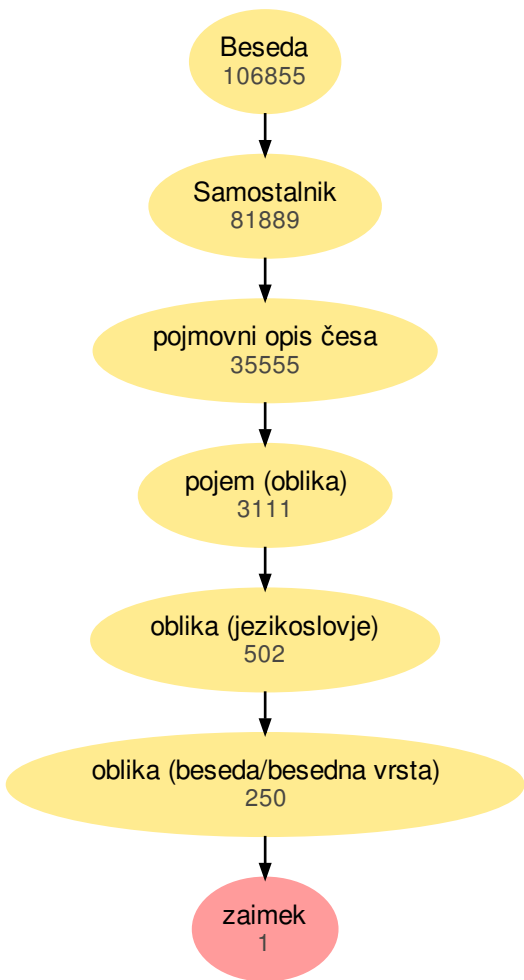 Beseda
106855
Samostalnik
81889
pojmovni opis česa
35555
pojem (oblika)
3111
oblika (jezikoslovje)
502
oblika (beseda/besedna vrsta)
250
zaimek
1